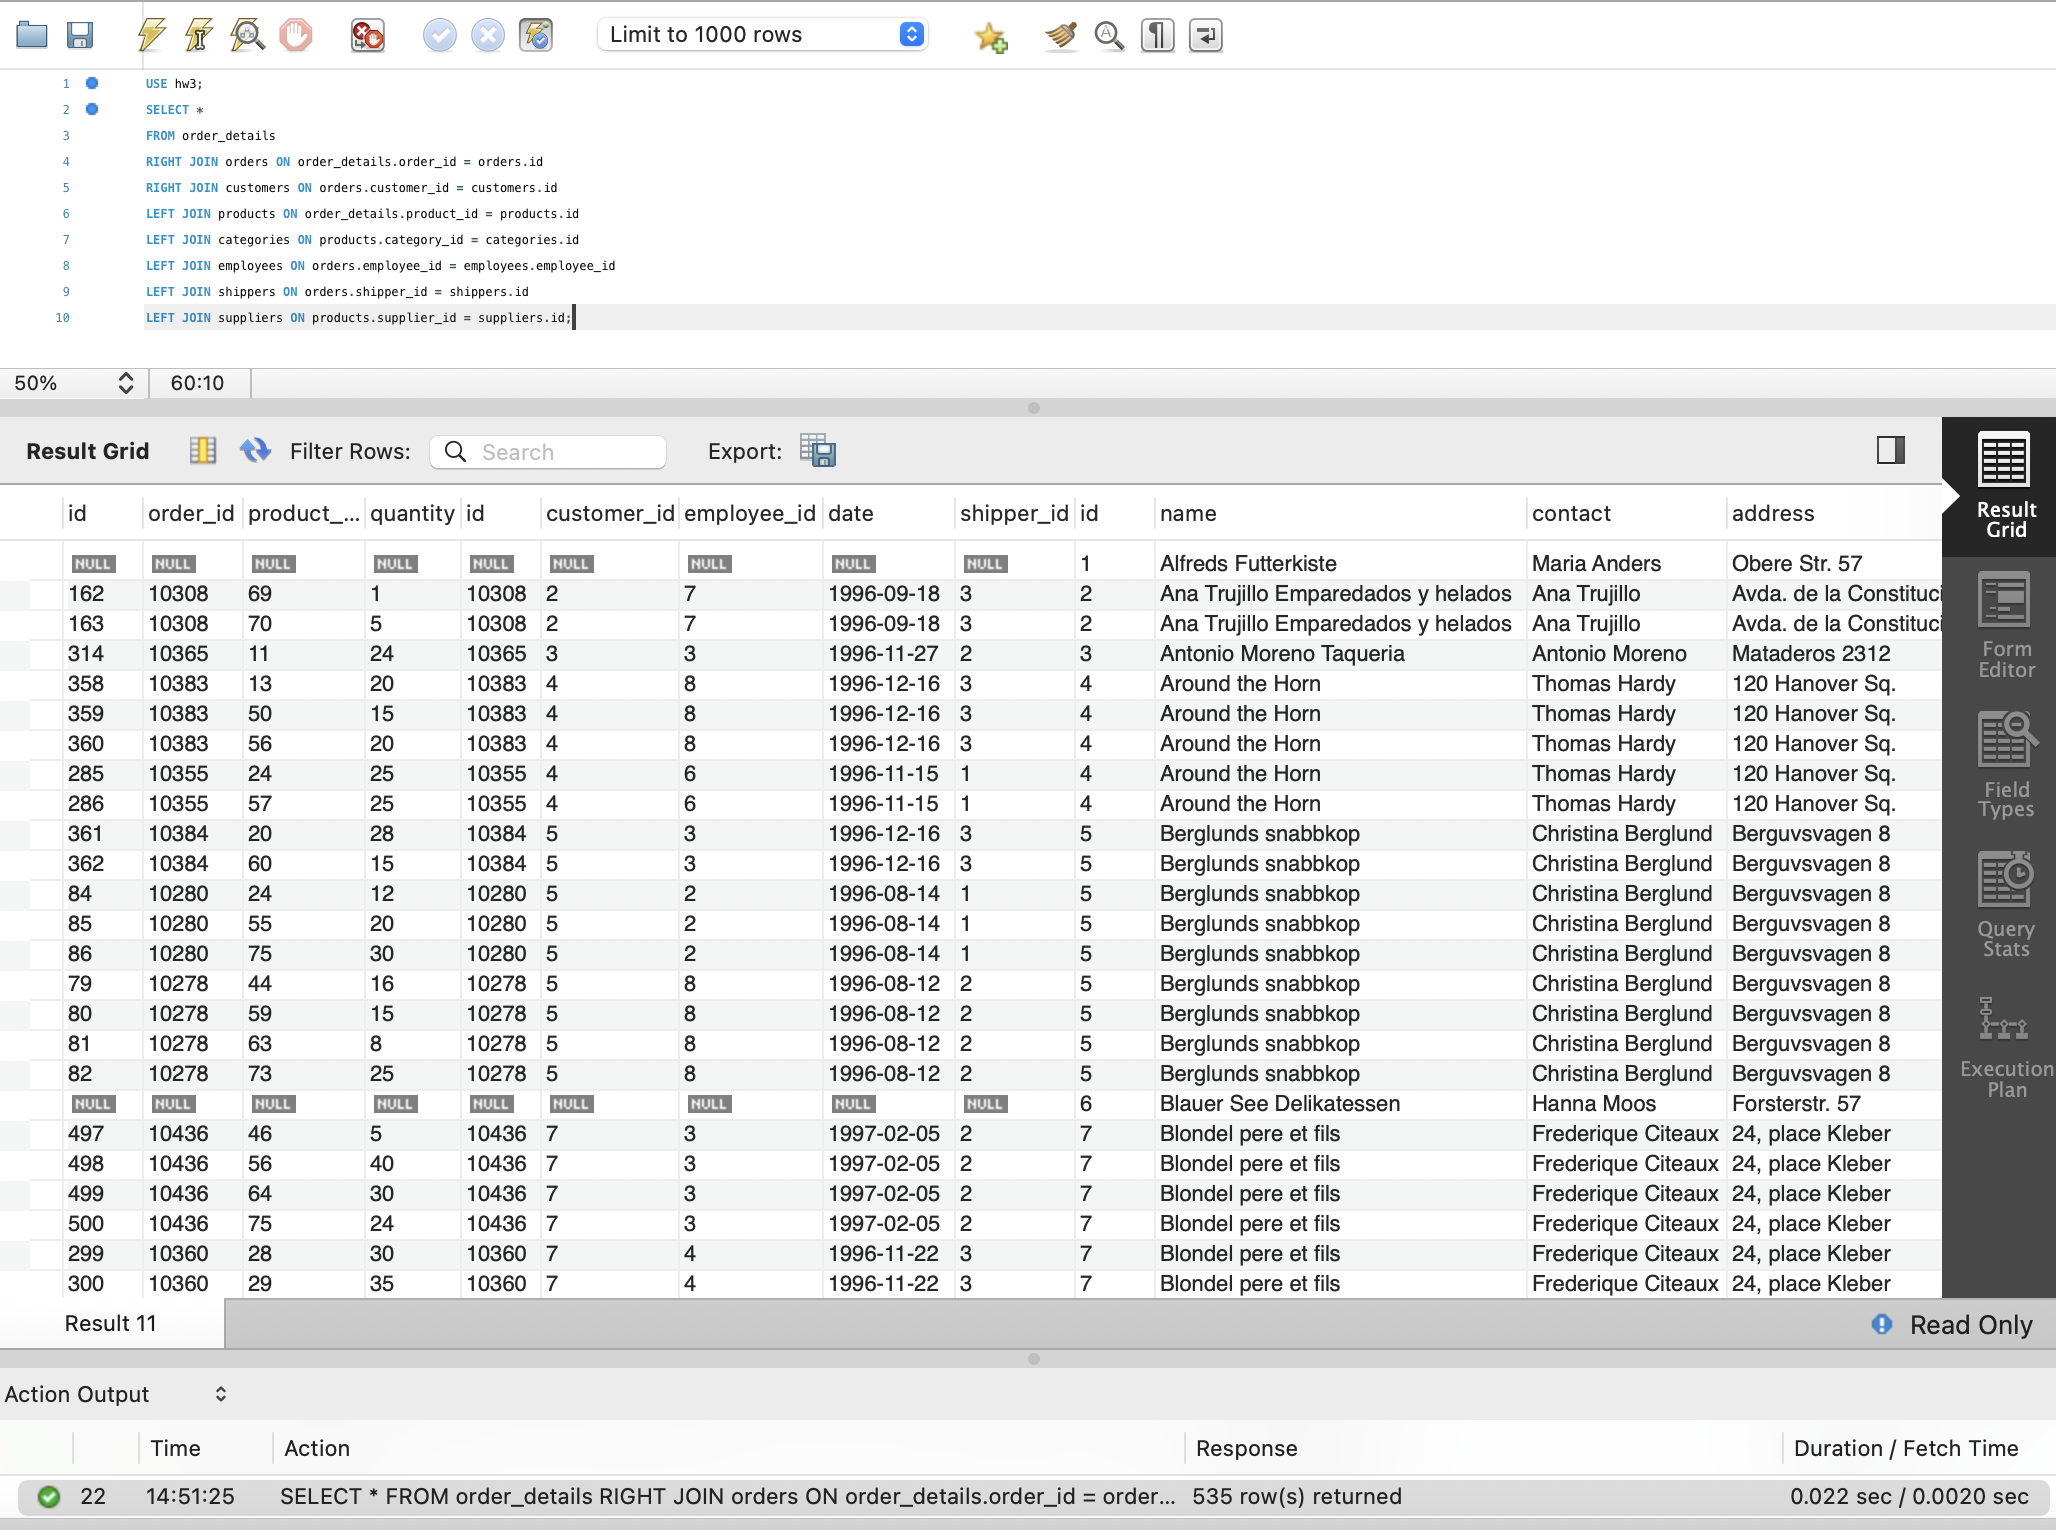 Limit to 1000 rows
1 USE hw3;
2 SELECT *
3 FROM order_details
4 RIGHT JOIN orders ON order_details.order_id = orders.id
5 RIGHT JOIN customers ON orders.customer_id = customers.id
6 LEFT JOIN products ON order_details.product_id = products.id
7 LEFT JOIN categories ON products.category_id = categories.id
8 LEFT JOIN employees ON orders.employee_id = employees.employee_id
9 LEFT JOIN shippers ON orders.shipper_id = shippers.id
10 LEFT JOIN suppliers ON products.supplier_id = suppliers.id;
50% 60:10
Result Grid Filter Rows: Search Export:
id order_id product_... quantity id customer_id employee_id date shipper_id id name contact address
NULL NULL NULL NULL NULL NULL NULL NULL NULL 1 Alfreds Futterkiste Maria Anders Obere Str. 57
162 10308 69 1 10308 2 7 1996-09-18 3 2 Ana Trujillo Emparedados y helados Ana Trujillo Avda. de la Constituci
163 10308 70 5 10308 2 7 1996-09-18 3 2 Ana Trujillo Emparedados y helados Ana Trujillo Avda. de la Constituci
314 10365 11 24 10365 3 3 1996-11-27 2 3 Antonio Moreno Taqueria Antonio Moreno Mataderos 2312
358 10383 13 20 10383 4 8 1996-12-16 3 4 Around the Horn Thomas Hardy 120 Hanover Sq.
359 10383 50 15 10383 4 8 1996-12-16 3 4 Around the Horn Thomas Hardy 120 Hanover Sq.
360 10383 56 20 10383 4 8 1996-12-16 3 4 Around the Horn Thomas Hardy 120 Hanover Sq.
285 10355 24 25 10355 4 6 1996-11-15 1 4 Around the Horn Thomas Hardy 120 Hanover Sq.
286 10355 57 25 10355 4 6 1996-11-15 1 4 Around the Horn Thomas Hardy 120 Hanover Sq.
361 10384 20 28 10384 5 3 1996-12-16 3 5 Berglunds snabbkop Christina Berglund Berguvsvagen 8
362 10384 60 15 10384 5 3 1996-12-16 3 5 Berglunds snabbkop Christina Berglund Berguvsvagen 8
84 10280 24 12 10280 5 2 1996-08-14 1 5 Berglunds snabbkop Christina Berglund Berguvsvagen 8
85 10280 55 20 10280 5 2 1996-08-14 1 5 Berglunds snabbkop Christina Berglund Berguvsvagen 8
86 10280 75 30 10280 5 2 1996-08-14 1 5 Berglunds snabbkop Christina Berglund Berguvsvagen 8
79 10278 44 16 10278 5 8 1996-08-12 2 5 Berglunds snabbkop Christina Berglund Berguvsvagen 8
80 10278 59 15 10278 5 8 1996-08-12 2 5 Berglunds snabbkop Christina Berglund Berguvsvagen 8
81 10278 63 8 10278 5 8 1996-08-12 2 5 Berglunds snabbkop Christina Berglund Berguvsvagen 8
82 10278 73 25 10278 5 8 1996-08-12 2 5 Berglunds snabbkop Christina Berglund Berguvsvagen 8
NULL NULL NULL NULL NULL NULL NULL NULL NULL 6 Blauer See Delikatessen Hanna Moos Forsterstr. 57
497 10436 46 5 10436 7 3 1997-02-05 2 7 Blondel pere et fils Frederique Citeaux 24, place Kleber
498 10436 56 40 10436 7 3 1997-02-05 2 7 Blondel pere et fils Frederique Citeaux 24, place Kleber
499 10436 64 30 10436 7 3 1997-02-05 2 7 Blondel pere et fils Frederique Citeaux 24, place Kleber
500 10436 75 24 10436 7 3 1997-02-05 2 7 Blondel pere et fils Frederique Citeaux 24, place Kleber
299 10360 28 30 10360 7 4 1996-11-22 3 7 Blondel pere et fils Frederique Citeaux 24, place Kleber
300 10360 29 35 10360 7 4 1996-11-22 3 7 Blondel pere et fils Frederique Citeaux 24, place Kleber
Result
Grid
Form
Editor
Field
Types
Query
Stats
Execution
Plan
Result 11 Read Only
Action Output
Time Action Response Duration / Fetch Time
22 14:51:25 SELECT * FROM order_details RIGHT JOIN orders ON order_details.order_id = order... 535 row(s) returned 0.022 sec / 0.0020 sec